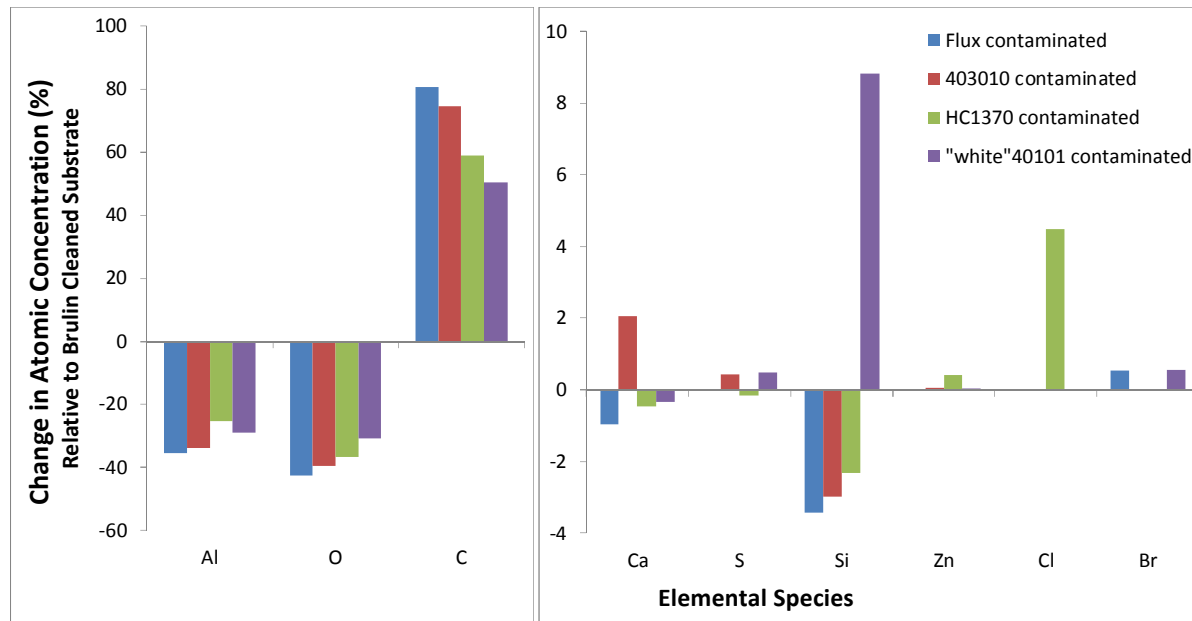 Change in Atomic Concentration (%)
Relative to Brulin Cleaned Substrate
100
80
60
40
20
0
-20
-40
-60
Al O C
10
8
6
4
2
0
-2
-4
Flux contaminated
403010 contaminated
HC1370 contaminated
"white"40101 contaminated
Ca S Si Zn Cl Br
Elemental Species